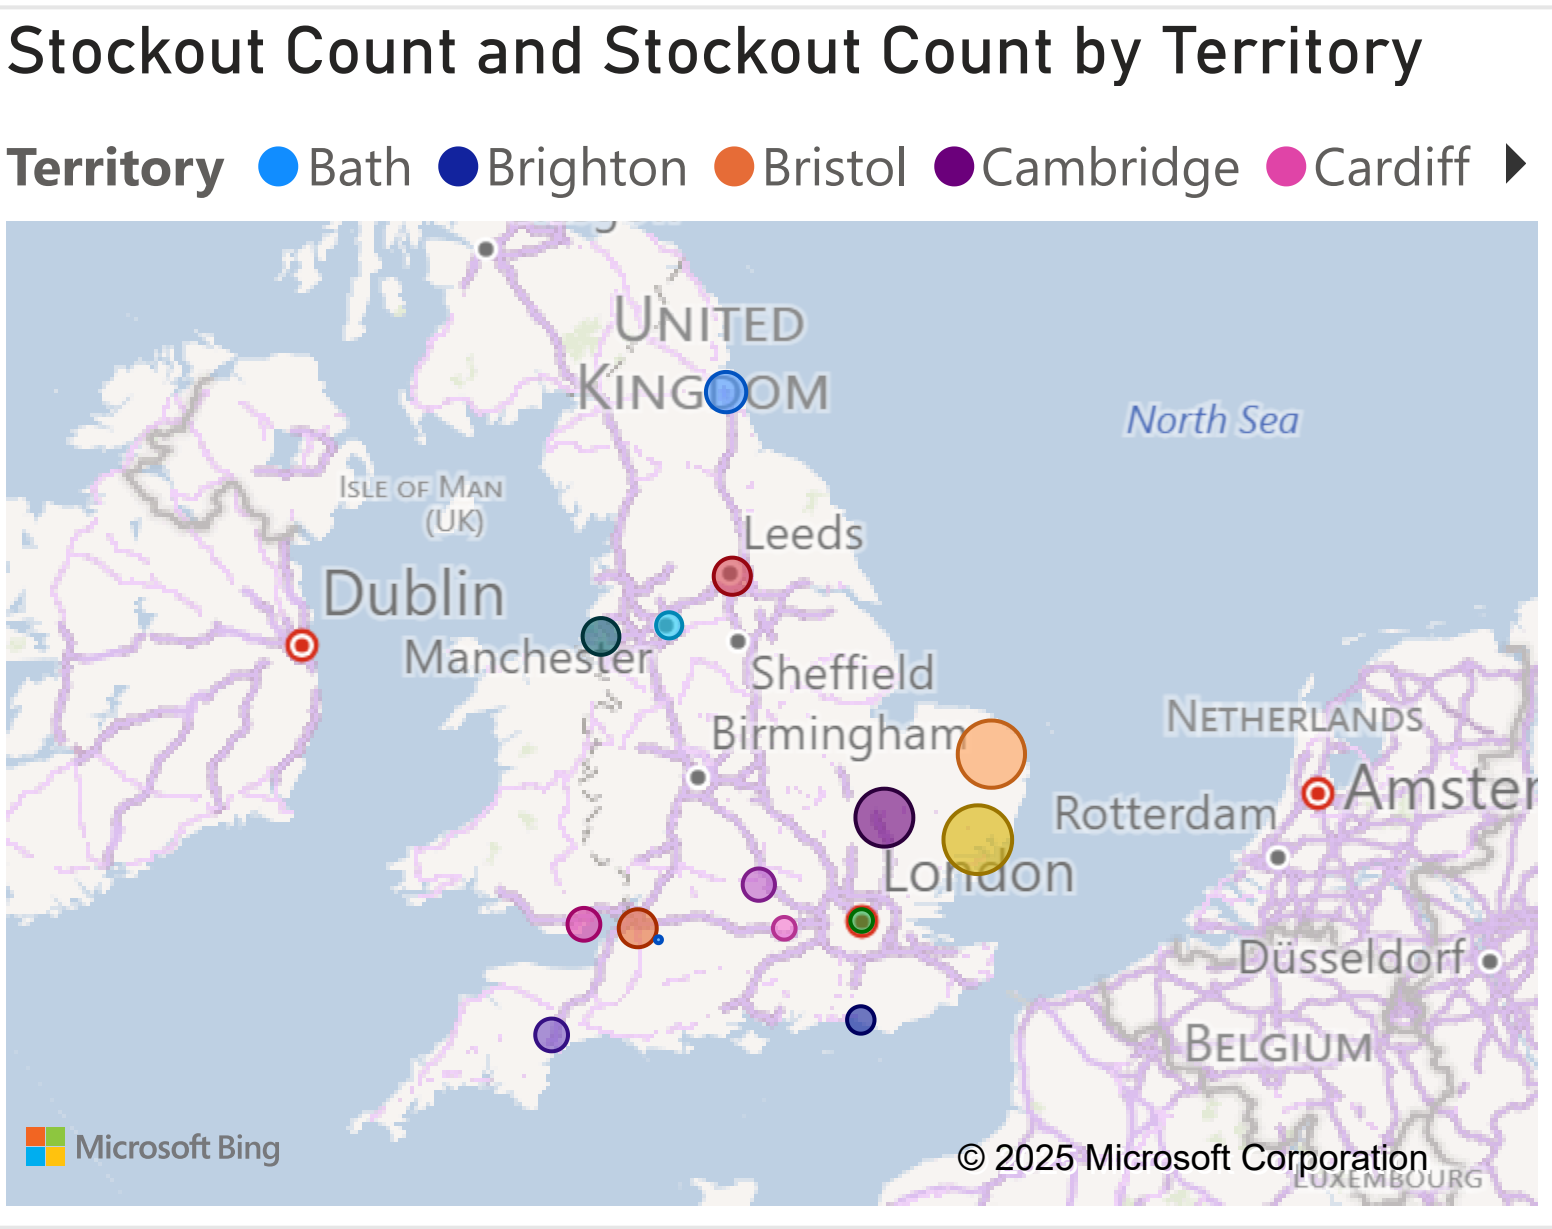 Stockout Count and Stockout Count by Territory
Territory Bath Brighton Bristol Cambridge Cardiff
UNITED
KINGDOM
North Sea
ISLE OF MAN
(UK)
Leeds
Dublin
Manchester
Sheffield
NETHERLANDS
Birmingham
Amster
Rotterdam
London
Düsseldorf
BELGIUM
Microsoft Bing
© 2025 Microsoft Corporation
LUXEMBOURG